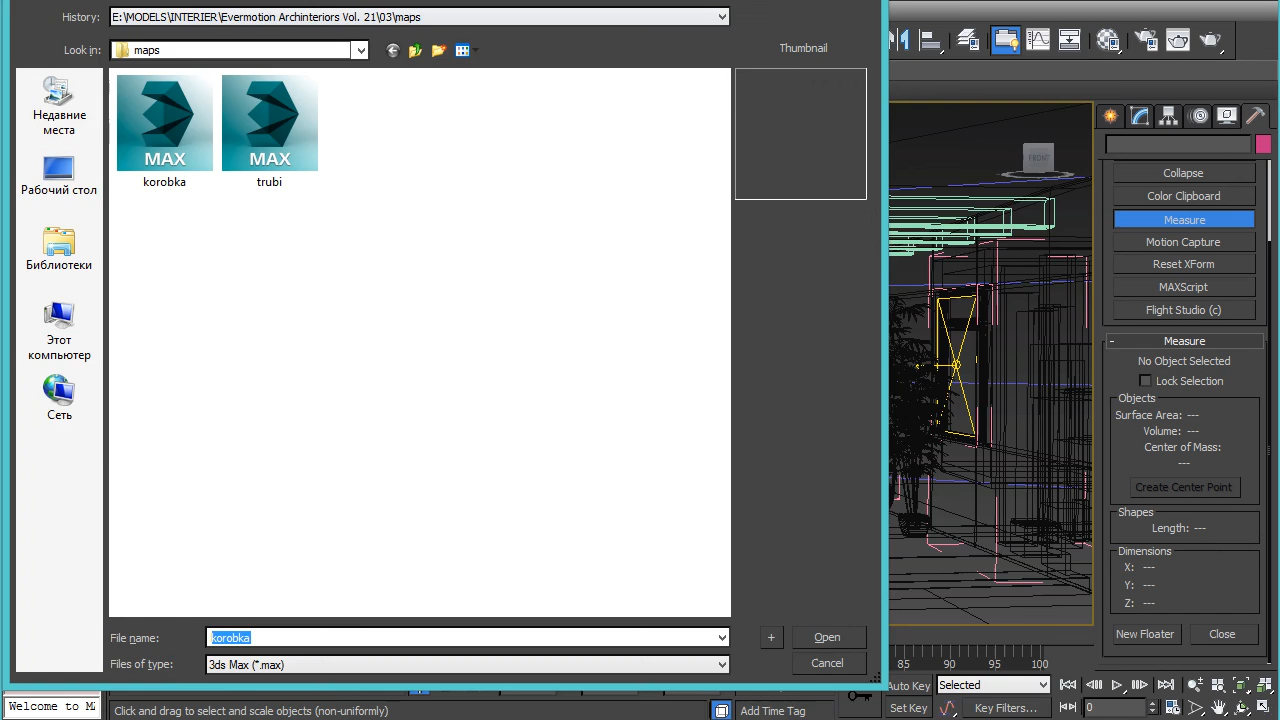 History:
E:\MODELS\INTERIER\Evermotion Archinteriors Vol. 21\03\maps
Look in:
maps
Thumbnail
Недавние
места
Рабочий стол
Библиотеки
Этот
компьютер
Сеть
MAX
korobka
MAX
trubi
File name:
korobka
Files of type:
3ds Max (*.max)
+
Open
Cancel
FRONT
Collapse
Color Clipboard
Measure
Motion Capture
Reset XForm
MAXScript
Flight Studio (c)
- Measure
No Object Selected
Lock Selection
Objects
Surface Area: ---
Volume: ---
Center of Mass:
---
Create Center Point
Shapes
Length: ---
Dimensions
X: ---
Y: ---
Z: ---
New Floater
Close
85 90 95 100
Auto Key
Selected
Set Key
Key Filters...
0
Welcome to MA
Click and drag to select and scale objects (non-uniformly)
Add Time Tag